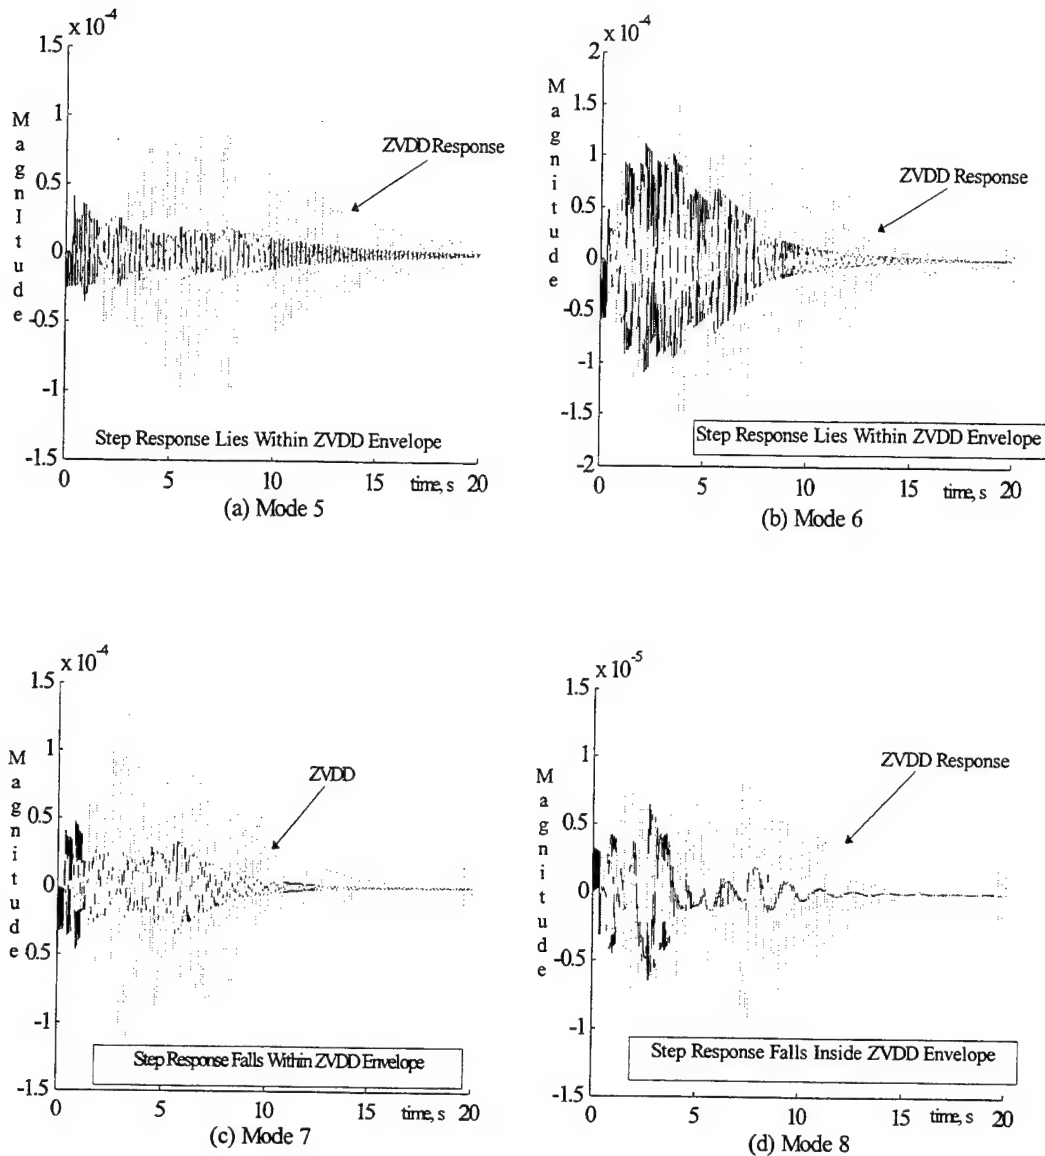 x 10-4
1.5
1
0.5
0
-0.5
-1
-1.5
MagnItude
ZVDD Response
Step Response Lies Within ZVDD Envelope
0 5 10 15 time, s 20
(a) Mode 5
x 10-4
2
1.5
1
0.5
0
-0.5
-1
-1.5
-2
Magnitude
ZVDD Response
Step Response Lies Within ZVDD Envelope
0 5 10 15 time, s 20
(b) Mode 6
x 10-4
1.5
1
0.5
0
0.5
-1
-1.5
Magnitude
ZVDD
Step Response Falls Within ZVDD Envelope
0 5 10 15 time, s 20
(c) Mode 7
x 10-5
1.5
1
0.5
0
-0.5
-1
-1.5
Magnitude
ZVDD Response
Step Response Falls Inside ZVDD Envelope
0 5 10 15 time, s 20
(d) Mode 8